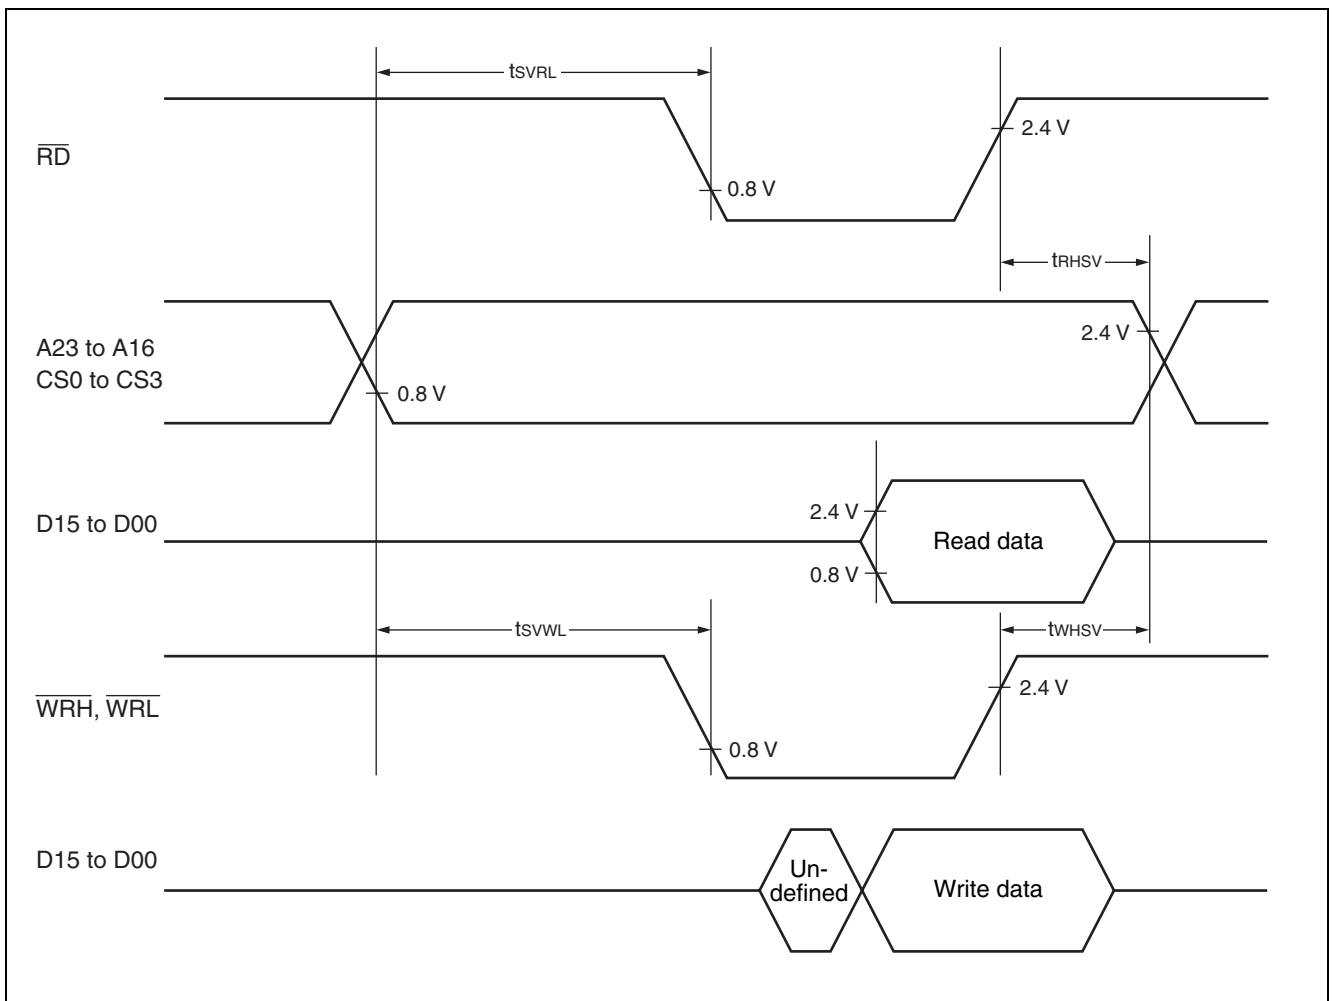 tSVRL
2.4 V
RD
0.8 V
tRHSV
A23 to A16
2.4 V
CS0 to CS3
0.8 V
2.4 V
D15 to D00
Read data
0.8 V
tSVWL
tWHSV
2.4 V
WRH, WRL
0.8 V
D15 to D00
Un-
defined
Write data